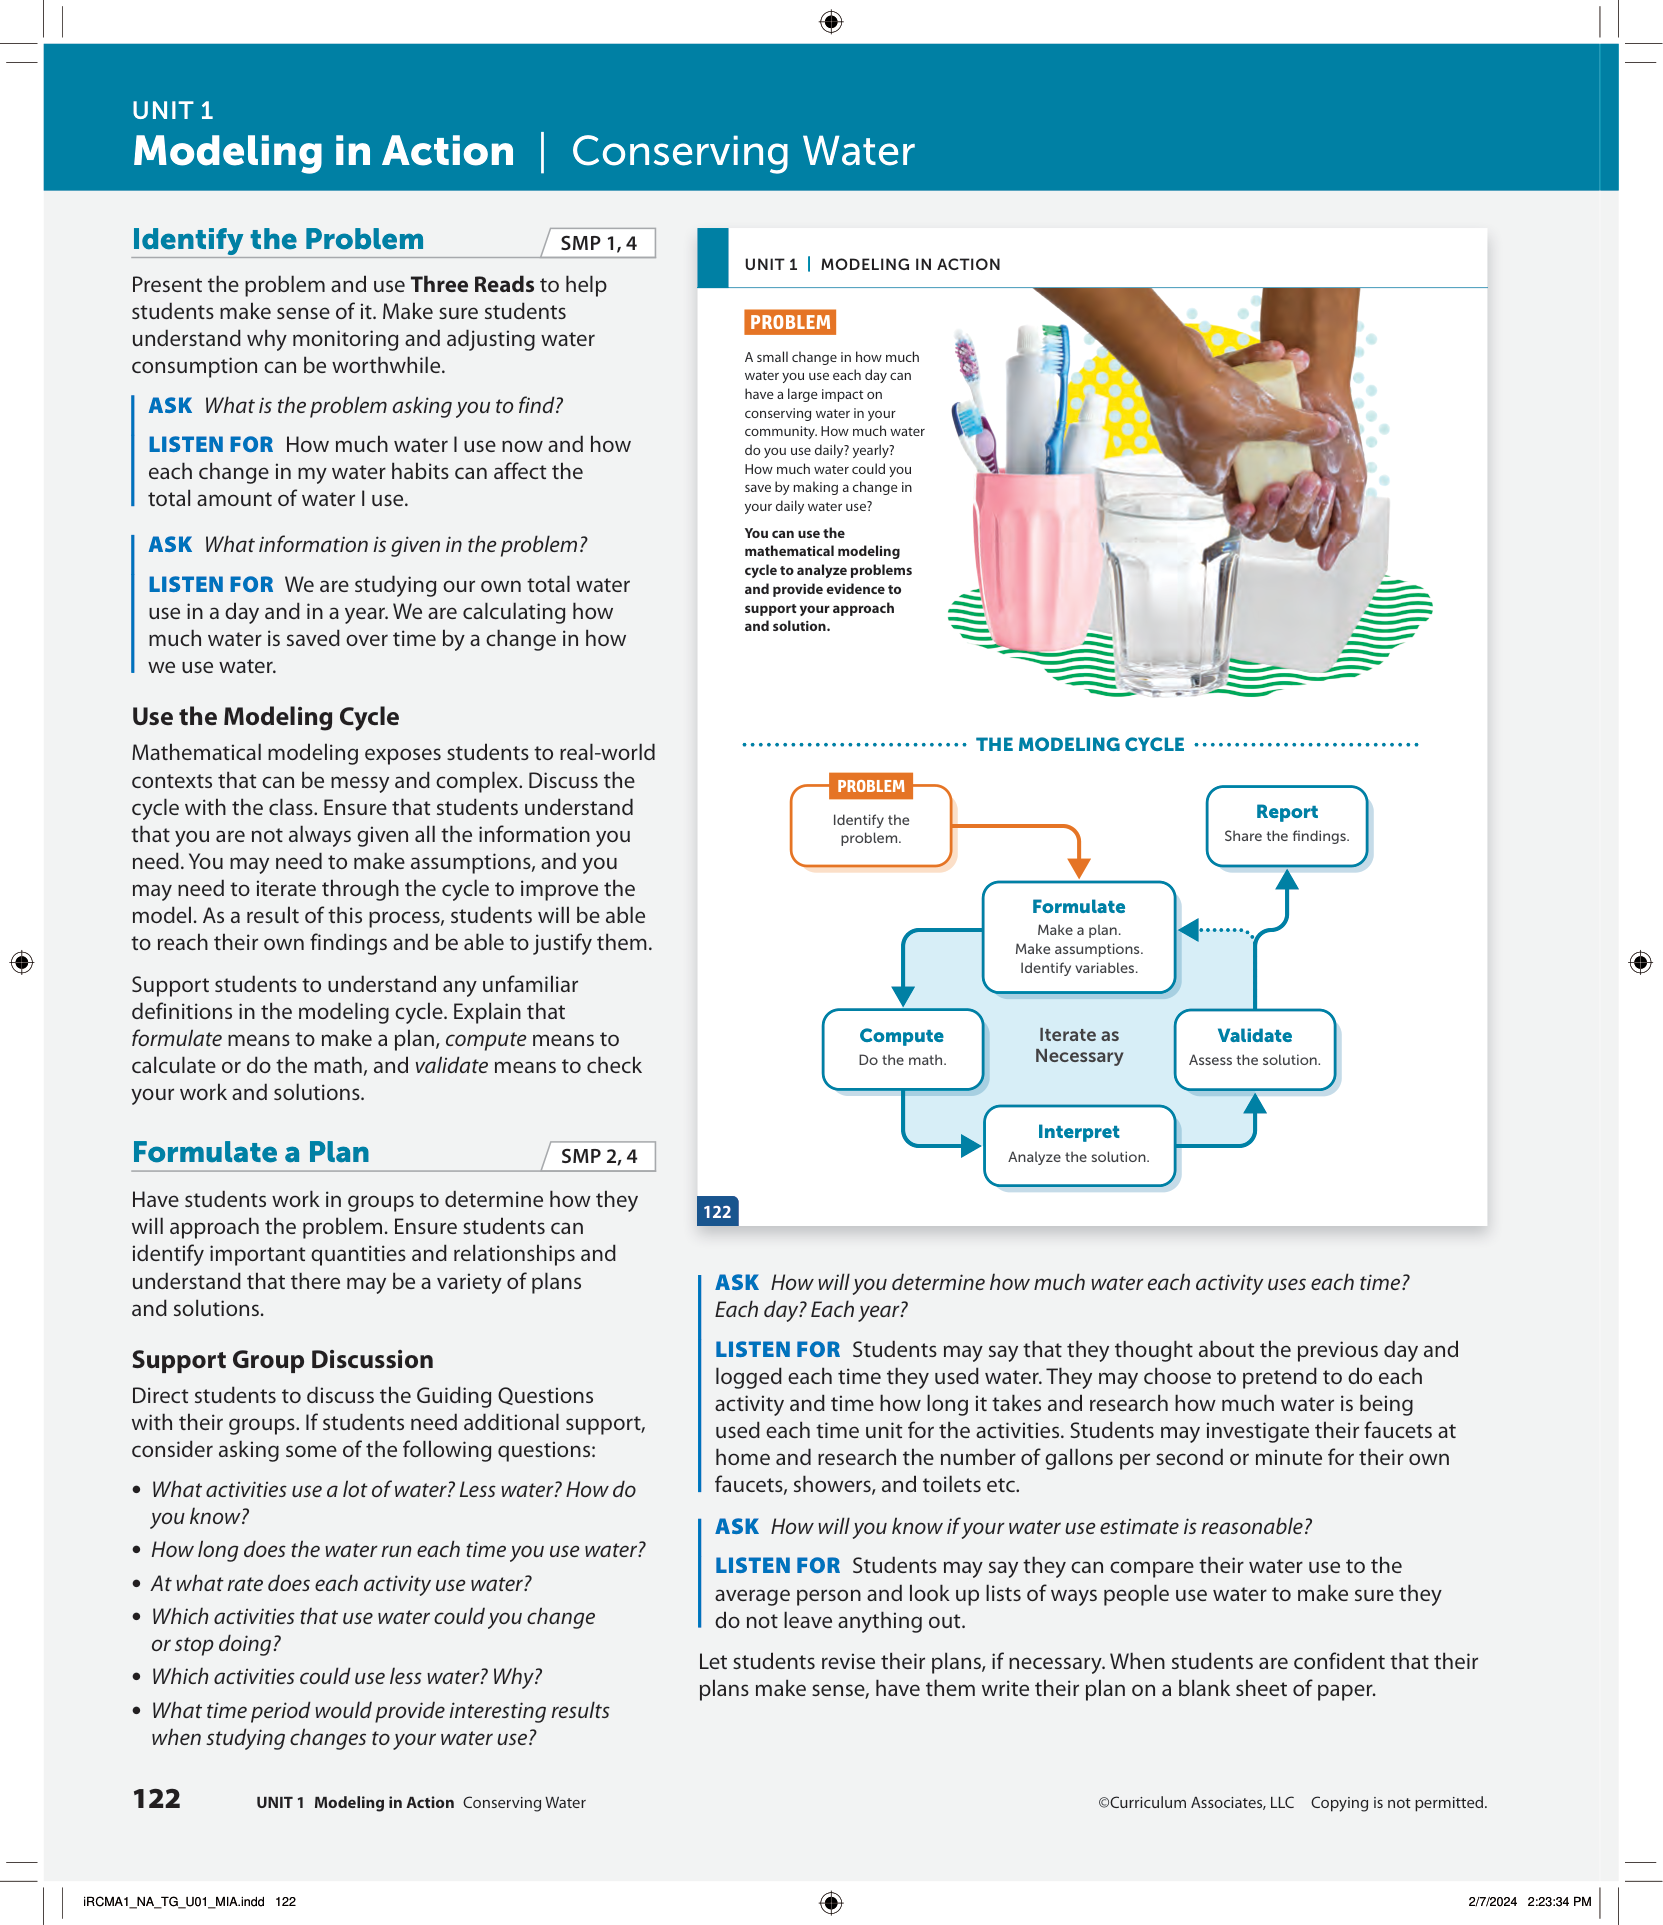 UNIT 1
Modeling in Action | Conserving Water
Identify the Problem
SMP 1, 4
Present the problem and use Three Reads to help
students make sense of it. Make sure students
understand why monitoring and adjusting water
consumption can be worthwhile.
ASK What is the problem asking you to find?
LISTEN FOR How much water I use now and how
each change in my water habits can affect the
total amount of water I use.
ASK What information is given in the problem?
LISTEN FOR We are studying our own total water
use in a day and in a year. We are calculating how
much water is saved over time by a change in how
we use water.
Use the Modeling Cycle
Mathematical modeling exposes students to real-world
contexts that can be messy and complex. Discuss the
cycle with the class. Ensure that students understand
that you are not always given all the information you
need. You may need to make assumptions, and you
may need to iterate through the cycle to improve the
model. As a result of this process, students will be able
to reach their own findings and be able to justify them.
Support students to understand any unfamiliar
definitions in the modeling cycle. Explain that
formulate means to make a plan, compute means to
calculate or do the math, and validate means to check
your work and solutions.
Formulate a Plan
SMP 2, 4
Have students work in groups to determine how they
will approach the problem. Ensure students can
identify important quantities and relationships and
understand that there may be a variety of plans
and solutions.
Support Group Discussion
Direct students to discuss the Guiding Questions
with their groups. If students need additional support,
consider asking some of the following questions:
• What activities use a lot of water? Less water? How do
you know?
• How long does the water run each time you use water?
• At what rate does each activity use water?
• Which activities that use water could you change
or stop doing?
• Which activities could use less water? Why?
• What time period would provide interesting results
when studying changes to your water use?
UNIT 1 | MODELING IN ACTION
PROBLEM
A small change in how much
water you use each day can
have a large impact on
conserving water in your
community. How much water
do you use daily? yearly?
How much water could you
save by making a change in
your daily water use?
You can use the
mathematical modeling
cycle to analyze problems
and provide evidence to
support your approach
and solution.
THE MODELING CYCLE
PROBLEM
Identify the
problem.
Report
Share the findings.
Formulate
Make a plan.
Make assumptions.
Identify variables.
Compute
Do the math.
Iterate as
Necessary
Validate
Assess the solution.
Interpret
Analyze the solution.
122
ASK How will you determine how much water each activity uses each time?
Each day? Each year?
LISTEN FOR Students may say that they thought about the previous day and
logged each time they used water. They may choose to pretend to do each
activity and time how long it takes and research how much water is being
used each time unit for the activities. Students may investigate their faucets at
home and research the number of gallons per second or minute for their own
faucets, showers, and toilets etc.
ASK How will you know if your water use estimate is reasonable?
LISTEN FOR Students may say they can compare their water use to the
average person and look up lists of ways people use water to make sure they
do not leave anything out.
Let students revise their plans, if necessary. When students are confident that their
plans make sense, have them write their plan on a blank sheet of paper.
122
UNIT 1 Modeling in Action Conserving Water
©Curriculum Associates, LLC Copying is not permitted.
iRCMA1_NA_TG_U01_MIA.indd 122
2/7/2024 2:23:34 PM